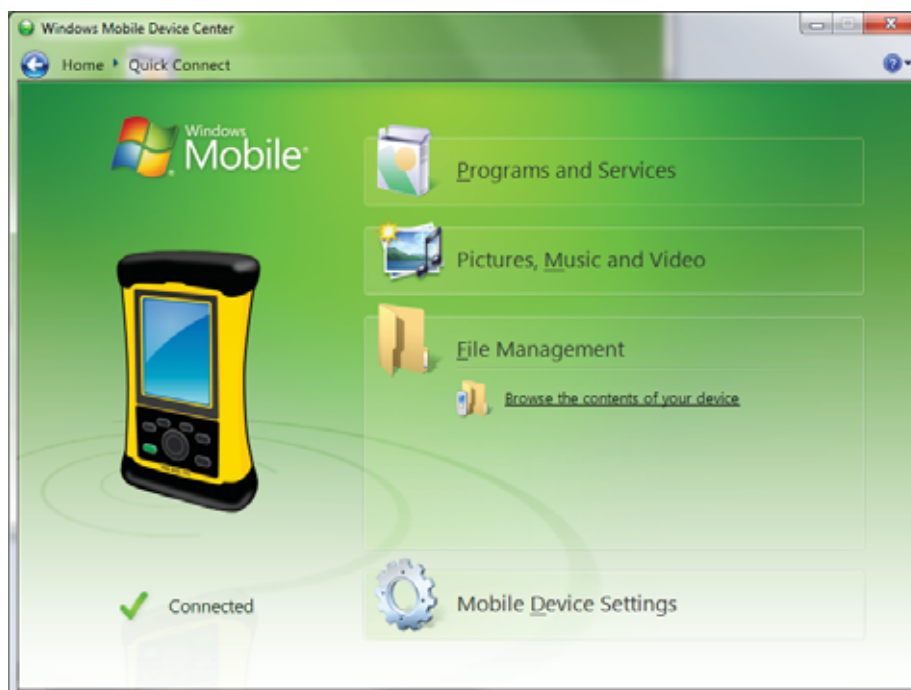 Windows Mobile Device Center
Home Quick Connect
Windows
Mobile
Programs and Services
Pictures, Music and Video
File Management
Browse the contents of your device
Connected
Mobile Device Settings